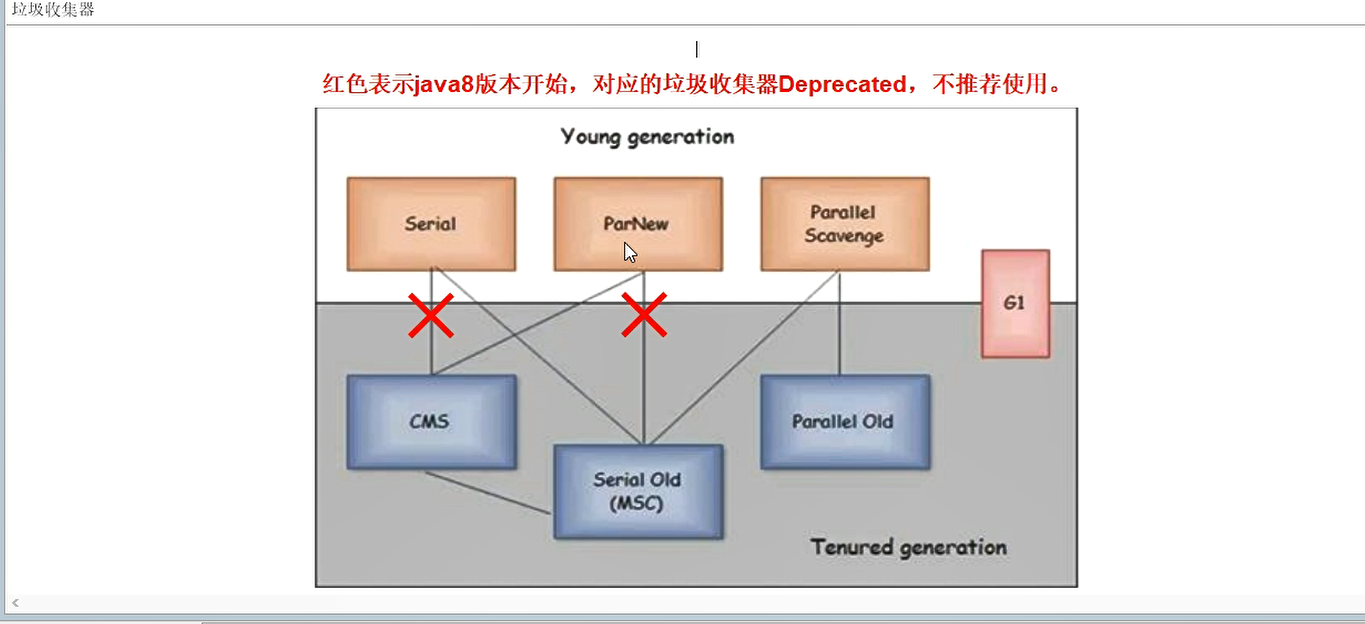 垃圾收集器
红色表示java8版本开始，对应的垃圾收集器Deprecated，不推荐使用。
Young generation
Serial
ParNew
Parallel
Scavenge
G1
CMS
Parallel Old
Serial Old
(MSC)
Tenured generation